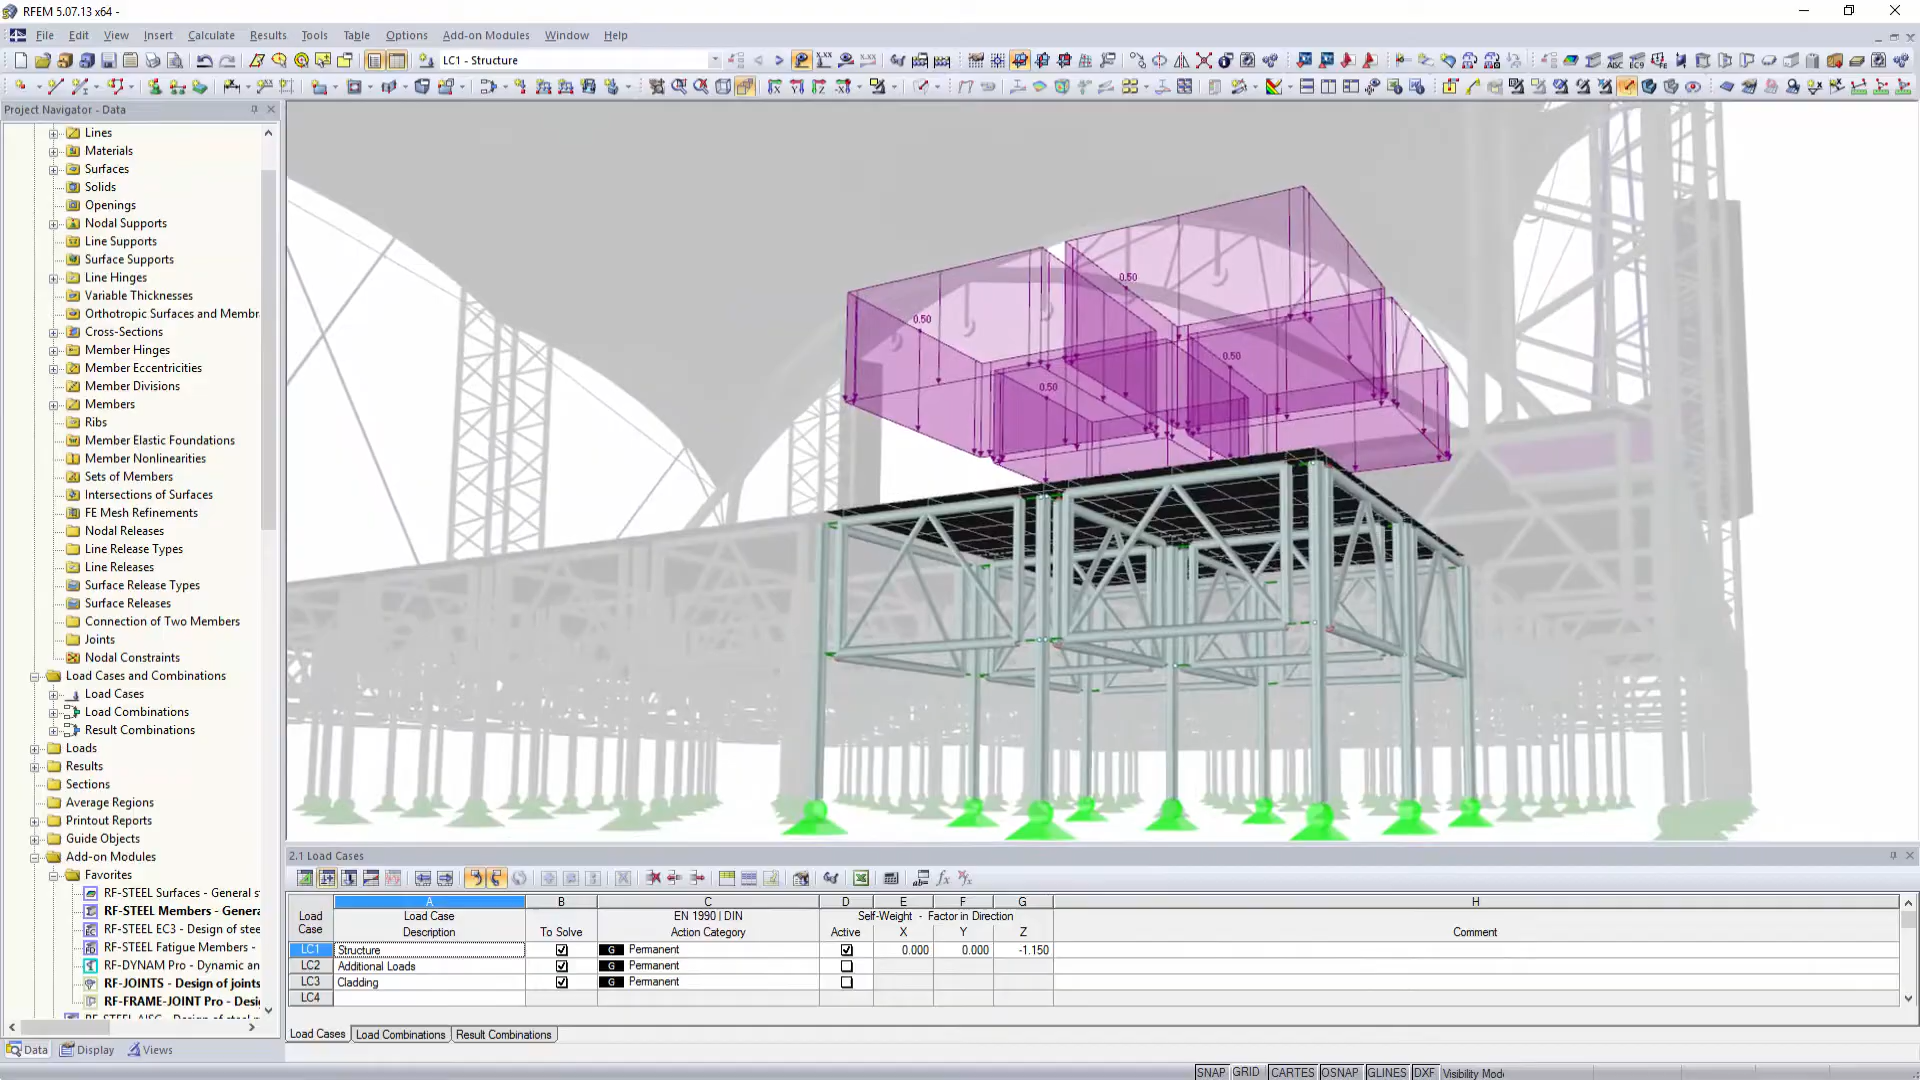 RFEM 5.07.13 x64 -
File Edit View Insert Calculate Results Tools Table Options Add-on Modules Window Help
LC1 - Structure
Project Navigator - Data
Lines
Materials
Surfaces
Solids
Openings
Nodal Supports
Line Supports
Surface Supports
Line Hinges
Variable Thicknesses
Orthotropic Surfaces and Membr
Cross-Sections
Member Hinges
Member Eccentricities
Member Divisions
Members
Ribs
Member Elastic Foundations
Member Nonlinearities
Sets of Members
Intersections of Surfaces
FE Mesh Refinements
Nodal Releases
Line Release Types
Line Releases
Surface Release Types
Surface Releases
Connection of Two Members
Joints
Nodal Constraints
Load Cases and Combinations
Load Cases
Load Combinations
Result Combinations
Loads
Results
Sections
Average Regions
Printout Reports
Guide Objects
Add-on Modules
Favorites
RF-STEEL Surfaces - General s
RF-STEEL Members - Genera
RF-STEEL EC3 - Design of stee
RF-STEEL Fatigue Members -
RF-DYNAM Pro - Dynamic an
RF-JOINTS - Design of joints
RF-FRAME-JOINT Pro - Desi
RF-STEEL AISC - Design of steel
Data Display Views
0.50
0.50
0.50
0.50
2.1 Load Cases
A B C D E F G H
Load Load Case EN 1990 | DIN Self-Weight - Factor in Direction
Case Description To Solve Action Category Active X Y Z Comment
LC1 Structure G Permanent 0.000 0.000 -1.150
LC2 Additional Loads G Permanent
LC3 Cladding G Permanent
LC4
Load Cases Load Combinations Result Combinations
SNAP GRID CARTES OSNAP GLINES DXF Visibility Mode